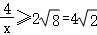 4/x ⩾ 2√8 = 4√2